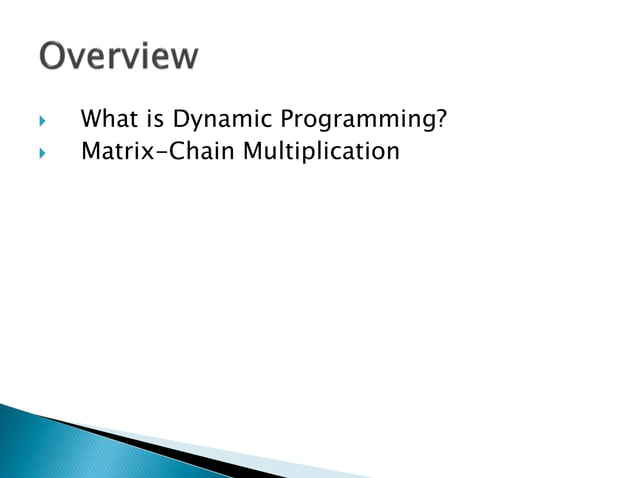 Overview
What is Dynamic Programming?
Matrix-Chain Multiplication